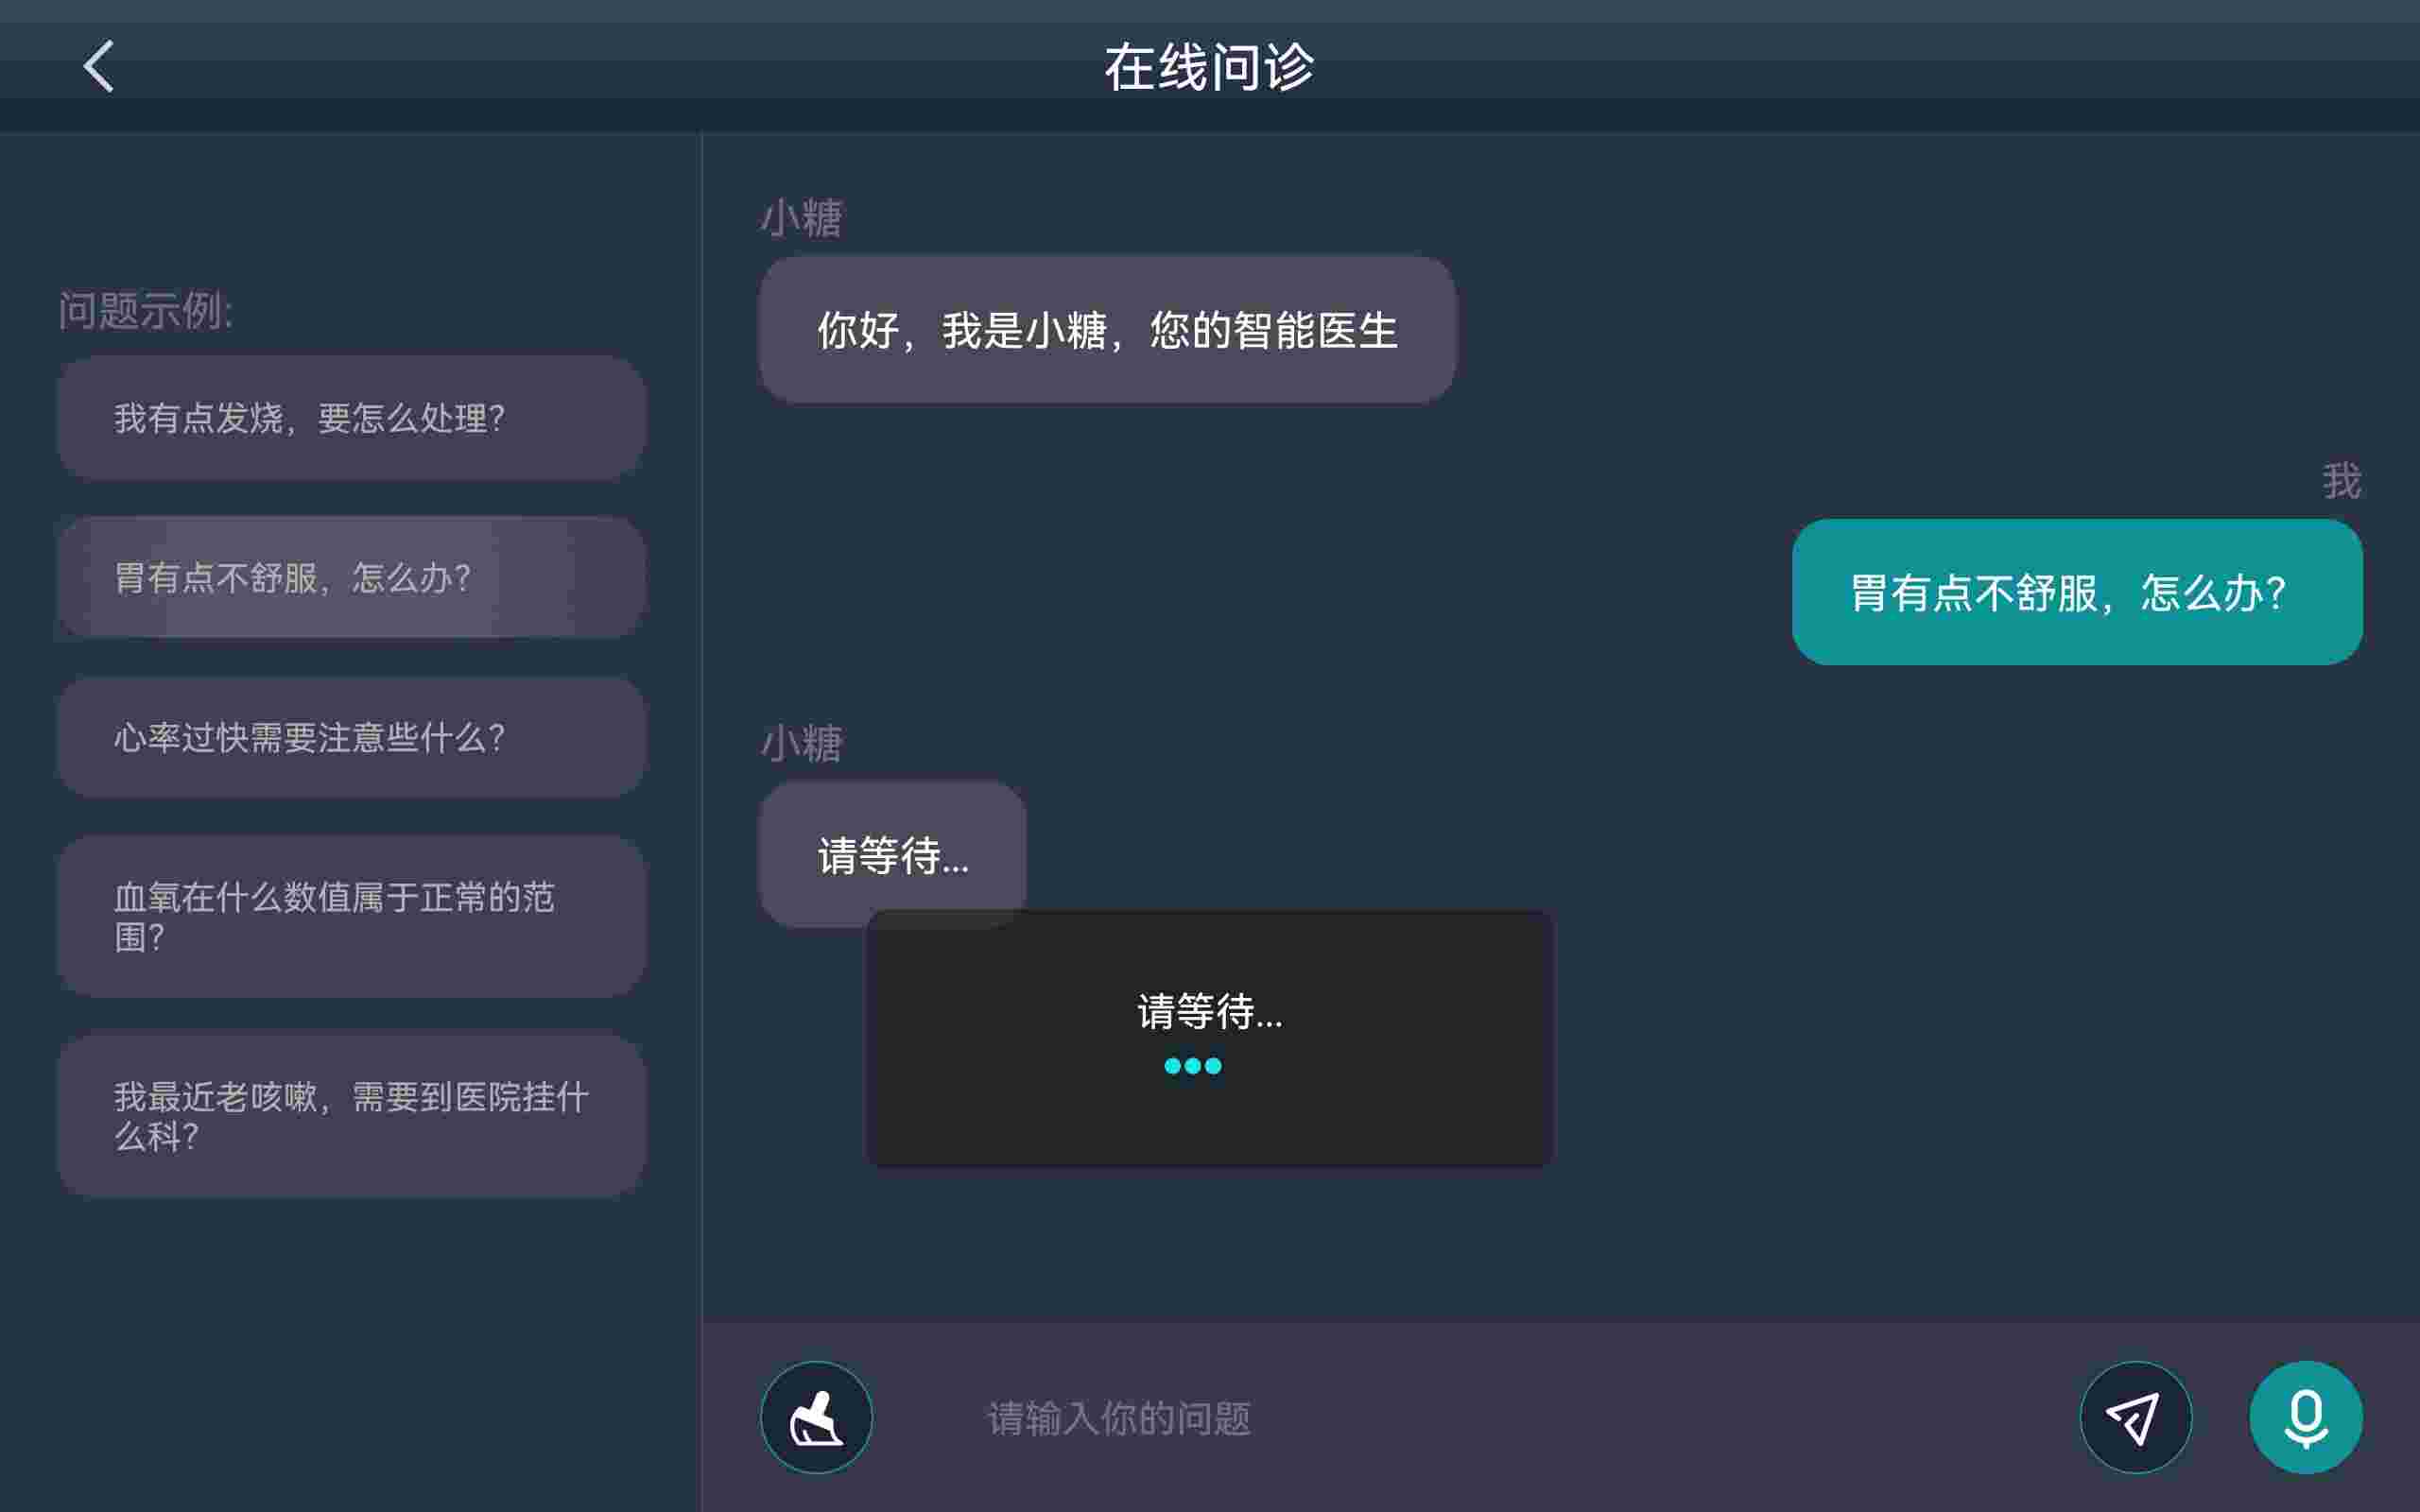 在线问诊
问题示例:
我有点发烧，要怎么处理？
胃有点不舒服，怎么办？
心率过快需要注意些什么？
血氧在什么数值属于正常的范
围？
我最近老咳嗽，需要到医院挂什
么科？
小糖
你好，我是小糖，您的智能医生
我
胃有点不舒服，怎么办？
小糖
请等待...
请等待...
请输入你的问题